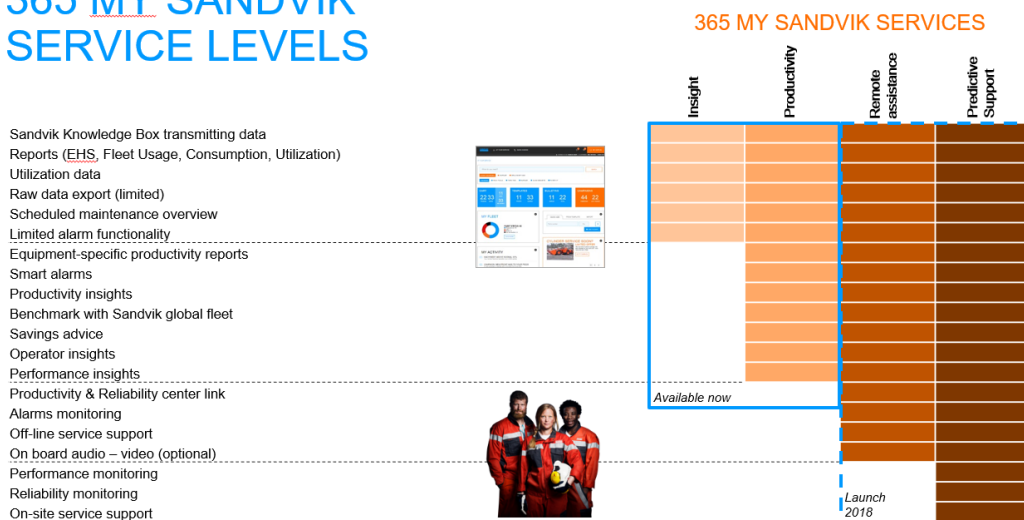 365 MY SANDVIK
SERVICE LEVELS
365 MY SANDVIK SERVICES
Insight
Productivity
Remote
assistance
Predictive
Support
Sandvik Knowledge Box transmitting data
Reports (EHS, Fleet Usage, Consumption, Utilization)
Utilization data
Raw data export (limited)
Scheduled maintenance overview
Limited alarm functionality
Equipment-specific productivity reports
Smart alarms
Productivity insights
Benchmark with Sandvik global fleet
Savings advice
Operator insights
Performance insights
Productivity & Reliability center link
Available now
Alarms monitoring
Off-line service support
On board audio – video (optional)
Performance monitoring
Reliability monitoring
On-site service support
Launch
2018
MY FLEET
MY ACTIVITY